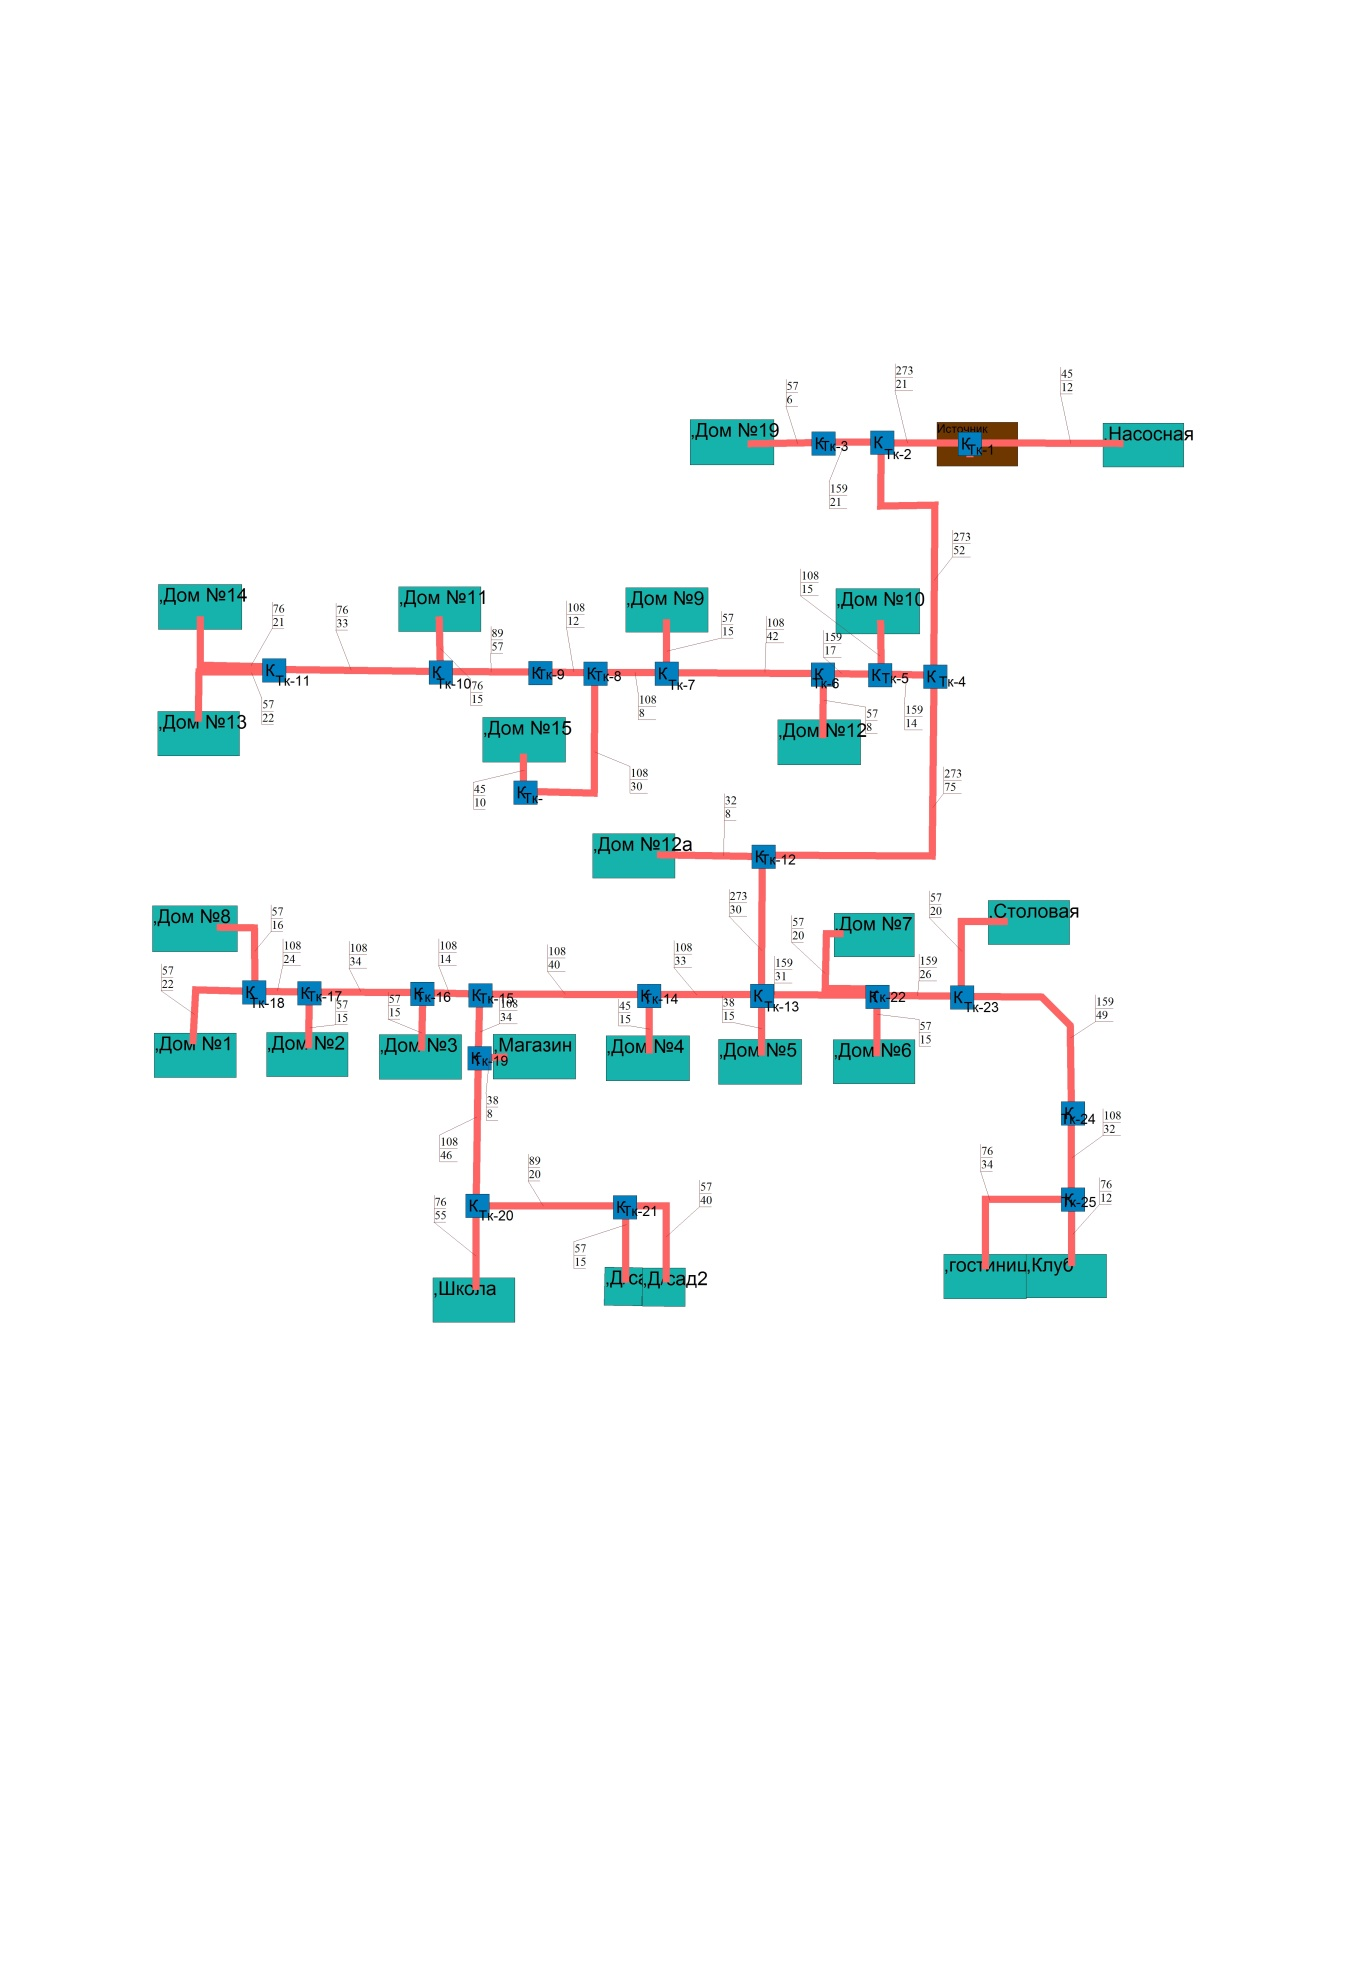 273
21
45
12
57
6
,Дом №19
К Тк-3
К Тк-2
Источник
К Тк-1
.Насосная
159
21
273
52
,Дом №14
76
21
76
33
,Дом №11
108
12
,Дом №9
57
15
108
42
108
15
,Дом №10
89
57
159
17
К Тк-11
К Тк-10
К Тк-9
К Тк-8
К Тк-7
К Тк-6
К Тк-5
К Тк-4
76
15
57
22
108
8
57
8
159
14
,Дом №13
,Дом №15
,Дом №12
45
10
К Тк-
108
30
273
75
32
8
,Дом №12а
К Тк-12
,Дом №8
57
16
273
30
57
20
.Дом №7
57
20
.Столовая
108
24
108
34
108
14
108
40
108
33
159
31
159
26
57
22
К Тк-18
К Тк-17
К Тк-16
К Тк-15
К Тк-14
К Тк-13
К Тк-22
К Тк-23
57
15
57
15
108
34
45
15
38
15
57
15
159
49
,Дом №1
,Дом №2
,Дом №3
,Магазин
,Дом №4
,Дом №5
,Дом №6
К Тк-19
38
8
К Тк-24
108
32
108
46
89
20
76
34
76
12
57
40
76
55
К Тк-20
К Тк-21
К Тк-25
57
15
,Школа
,Д/са
,Д/сад2
,гостиниц
,Клуб